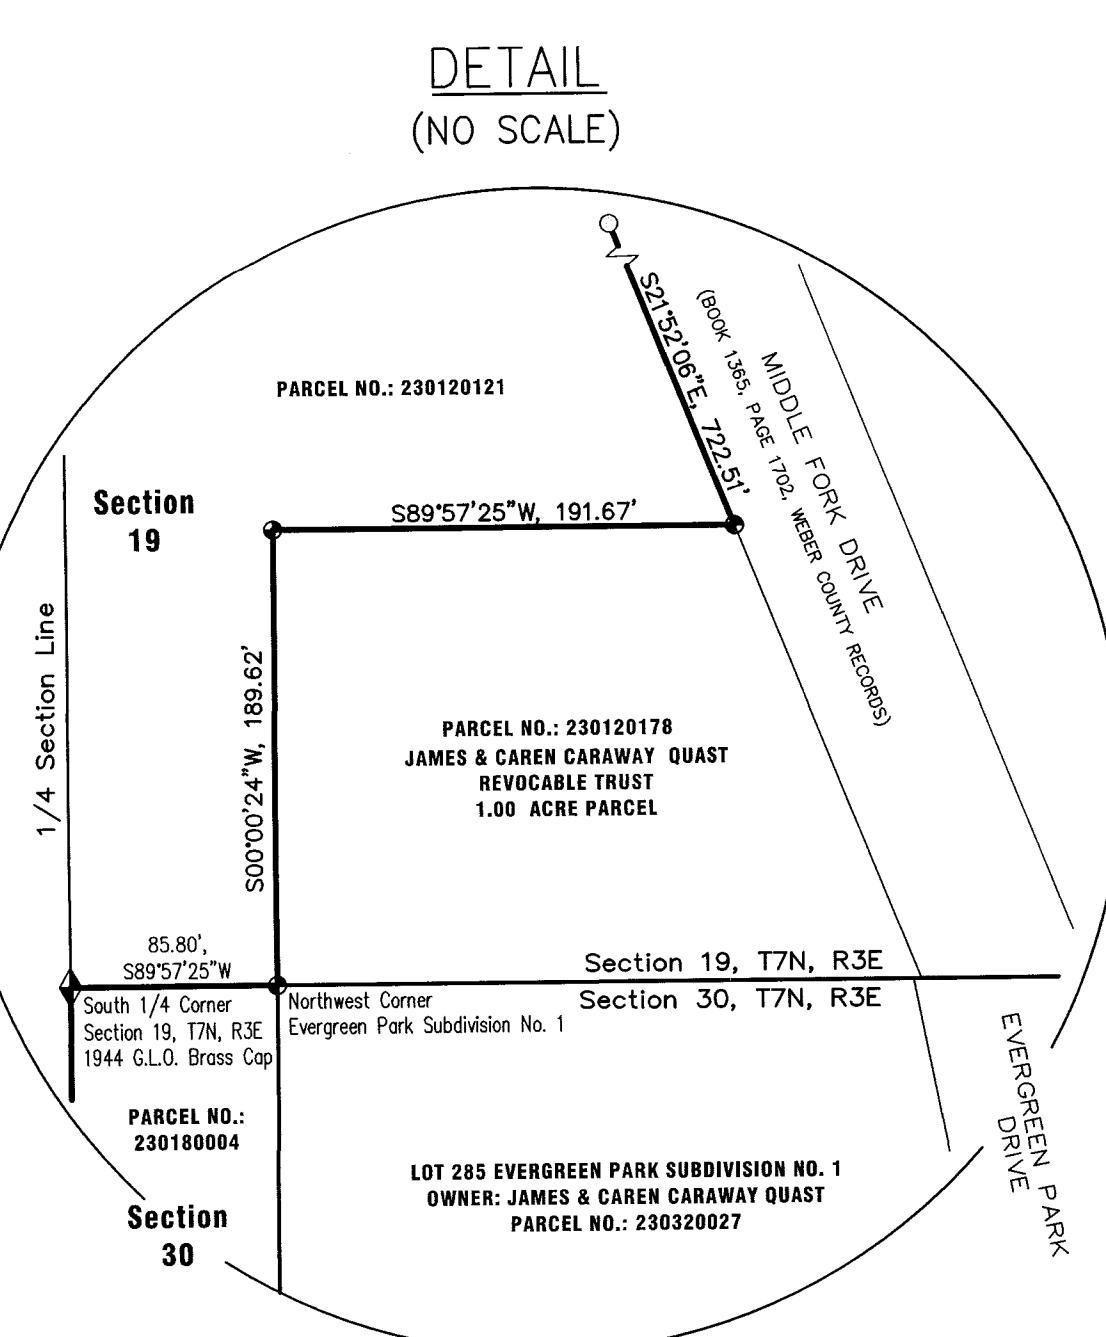 DETAIL
(NO SCALE)
S21°52'06"E, 722.51'
(BOOK 1365, PAGE 1702, WEBER COUNTY RECORDS)
MIDDLE FORK DRIVE
PARCEL NO.: 230120121
Section
19
S89°57'25"W, 191.67'
1/4 Section Line
S00°00'24"W, 189.62'
PARCEL NO.: 230120178
JAMES & CAREN CARAWAY QUAST
REVOCABLE TRUST
1.00 ACRE PARCEL
85.80',
S89°57'25"W
Section 19, T7N, R3E
Section 30, T7N, R3E
South 1/4 Corner
Section 19, T7N, R3E
1944 G.L.O. Brass Cap
Northwest Corner
Evergreen Park Subdivision No. 1
EVERGREEN PARK
DRIVE
PARCEL NO.:
230180004
LOT 285 EVERGREEN PARK SUBDIVISION NO. 1
OWNER: JAMES & CAREN CARAWAY QUAST
PARCEL NO.: 230320027
Section
30